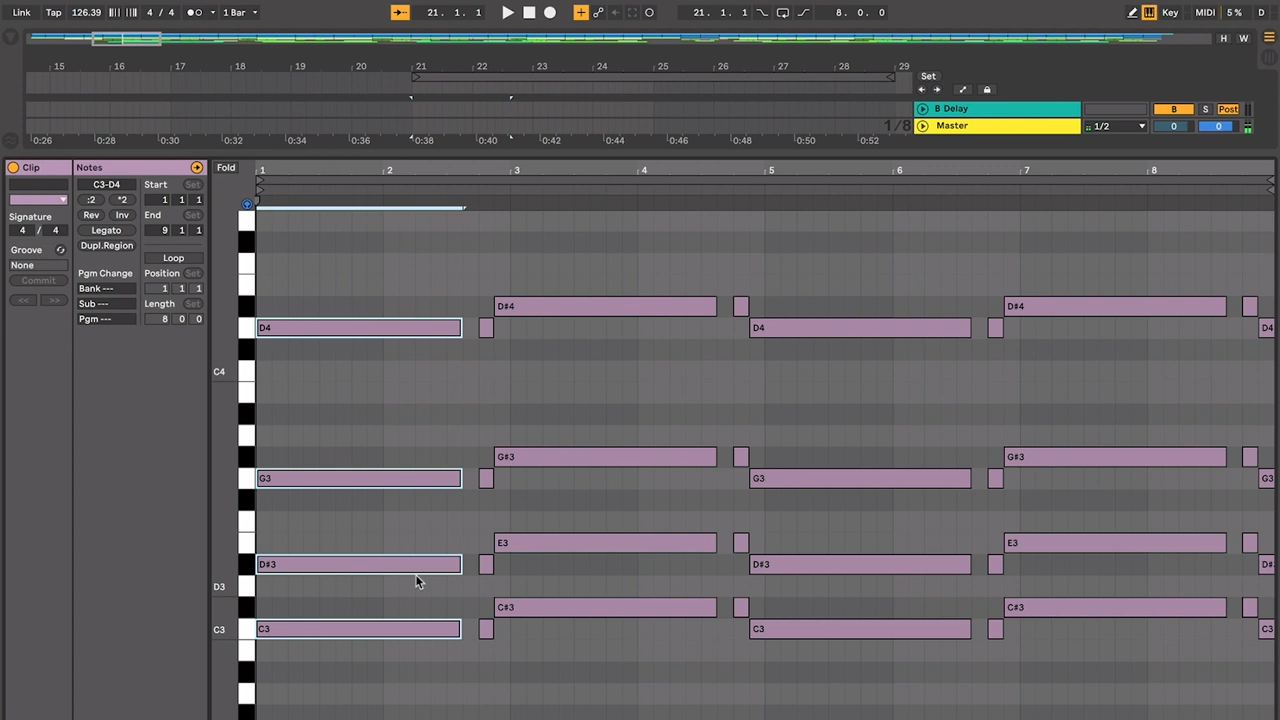 Link Tap 126.39 4 / 4 1 Bar 21. 1. 1 21. 1. 1 8. 0. 0 Key MIDI 5 % D
H W
15 16 17 18 19 20 21 22 23 24 25 26 27 28 29
Set
B Delay B S Post
1/8 Master 1/2 0 0
0:26 0:28 0:30 0:32 0:34 0:36 0:38 0:40 0:42 0:44 0:46 0:48 0:50 0:52
Clip Notes Fold 1 2 3 4 5 6 7 8
C3-D4 Start Set
:2 *2 1 1 1
Signature Rev Inv End Set
4 / 4 Legato 9 1 1
Groove Dupl.Region
None Loop
Commit Pgm Change Position Set
<< >> Bank --- 1 1 1
Sub --- Length Set
Pgm --- 8 0 0
D#4 D#4
D4 D4 D4
C4
G#3 G#3
G3 G3 G3
E3 E3
D#3 D#3 D#
D3
C#3 C#3
C3 C3 C3 C3